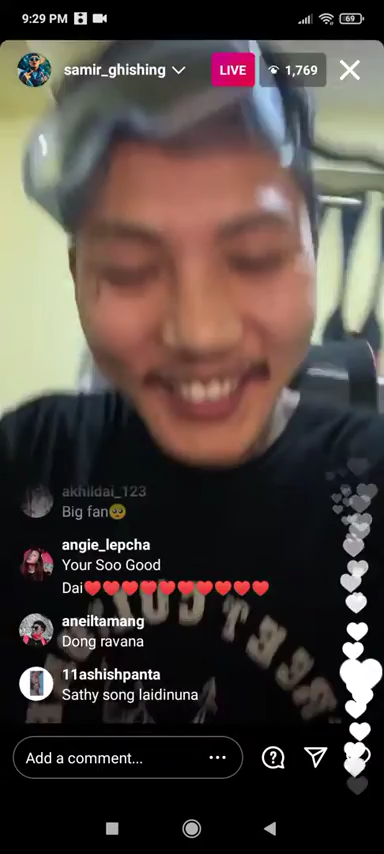 9:29 PM
69
samir_ghishing
LIVE
1,769
akhildai_123
Big fan🥺
angie_lepcha
Your Soo Good
Dai❤️❤️❤️❤️❤️❤️❤️❤️❤️❤️
aneiltamang
Dong ravana
11ashishpanta
Sathy song laidinuna
Add a comment...